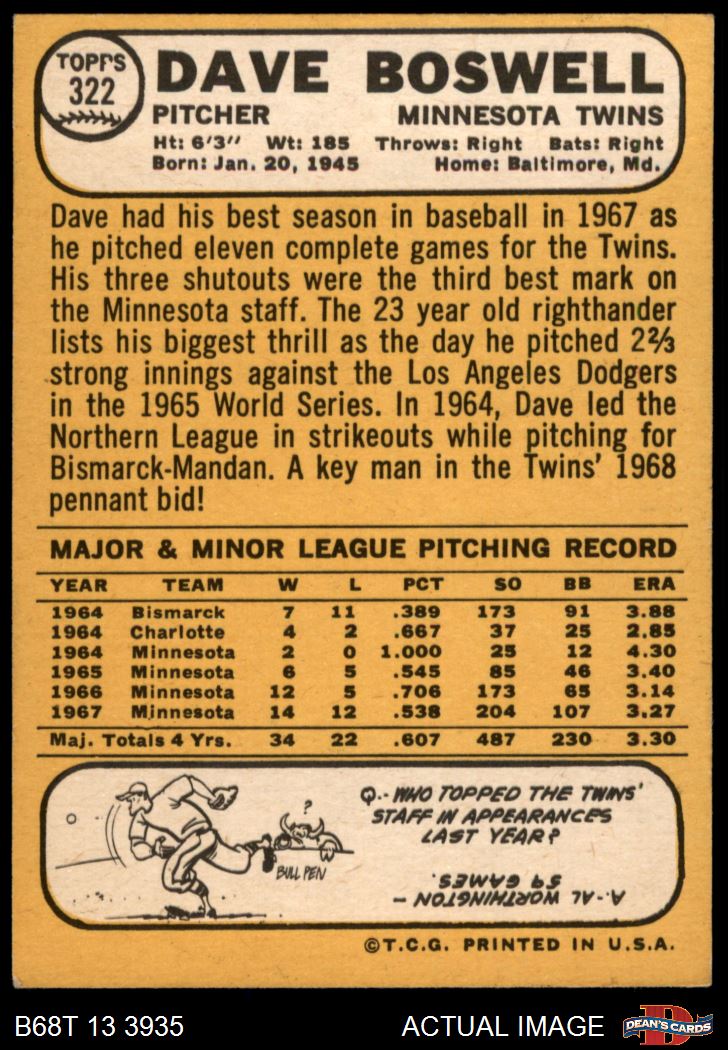 TOPPS
322
DAVE BOSWELL
PITCHER MINNESOTA TWINS
Ht: 6'3" Wt: 185 Throws: Right Bats: Right
Born: Jan. 20, 1945 Home: Baltimore, Md.
Dave had his best season in baseball in 1967 as
he pitched eleven complete games for the Twins.
His three shutouts were the third best mark on
the Minnesota staff. The 23 year old righthander
lists his biggest thrill as the day he pitched 2⅔
strong innings against the Los Angeles Dodgers
in the 1965 World Series. In 1964, Dave led the
Northern League in strikeouts while pitching for
Bismarck-Mandan. A key man in the Twins' 1968
pennant bid!
MAJOR & MINOR LEAGUE PITCHING RECORD
YEAR TEAM W L PCT SO BB ERA
1964 Bismarck 7 11 .389 173 91 3.88
1964 Charlotte 4 2 .667 37 25 2.85
1964 Minnesota 2 0 1.000 25 12 4.30
1965 Minnesota 6 5 .545 85 46 3.40
1966 Minnesota 12 5 .706 173 65 3.14
1967 Minnesota 14 12 .538 204 107 3.27
Maj. Totals 4 Yrs. 34 22 .607 487 230 3.30
?
BULL PEN
Q.- WHO TOPPED THE TWINS'
STAFF IN APPEARANCES
LAST YEAR?
A.- AL WORTHINGTON -
59 GAMES.
©T.C.G. PRINTED IN U.S.A.
B68T 13 3935 ACTUAL IMAGE
D
DEAN'S CARDS